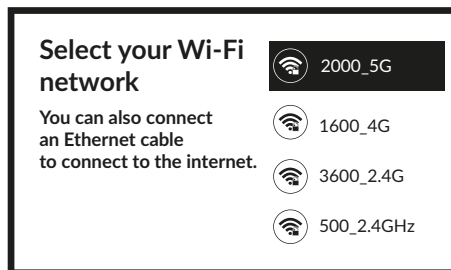 Select your Wi-Fi
network
You can also connect
an Ethernet cable
to connect to the internet.
2000_5G
1600_4G
3600_2.4G
500_2.4GHz